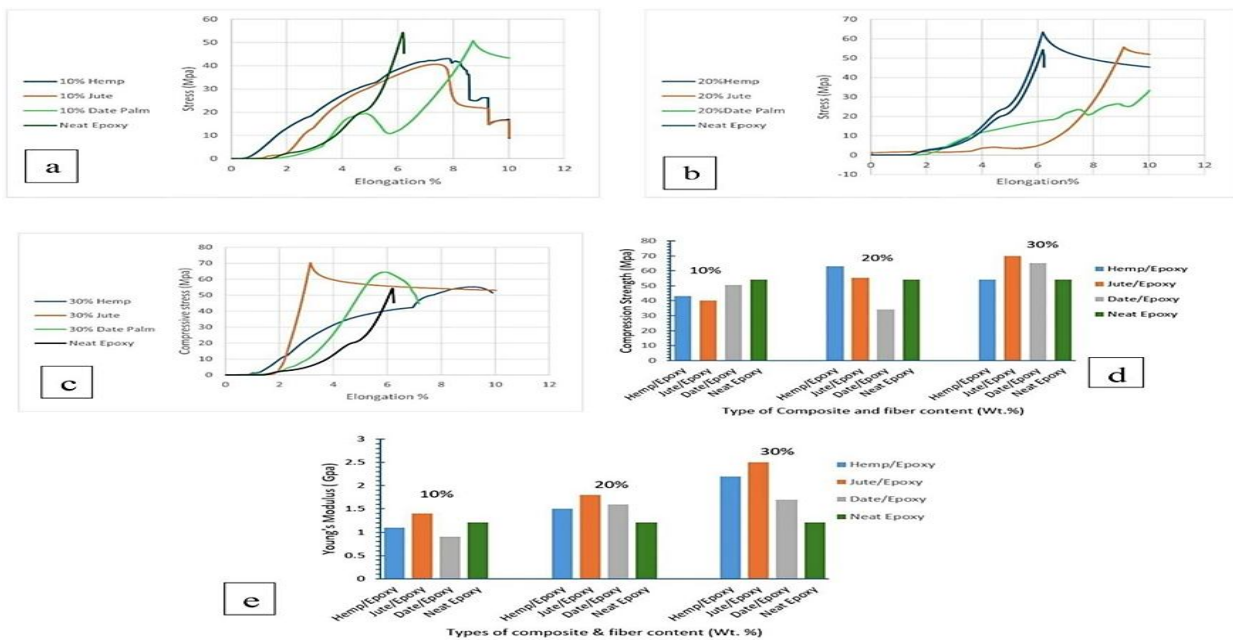 60
50
40
30
20
10
0
Stress (Mpa)
0 2 4 6 8 10 12
Elongation %
10% Hemp
10% Jute
10% Date Palm
Neat Epoxy
a
70
60
50
40
30
20
10
0
-10
Stress (Mpa)
0 2 4 6 8 10 12
Elongation%
20%Hemp
20% Jute
20%Date Palm
Neat Epoxy
b
80
70
60
50
40
30
20
10
0
Compressive stress (Mpa)
0 2 4 6 8 10 12
Elongation %
30% Hemp
30% Jute
30% Date Palm
Neat Epoxy
c
80
70
60
50
40
30
20
10
0
Compression Strength (Mpa)
10%
20%
30%
Hemp/Epoxy
Jute/Epoxy
Date/Epoxy
Neat Epoxy
Hemp/Epoxy Jute/Epoxy Date/Epoxy Neat Epoxy Hemp/Epoxy Jute/Epoxy Date/Epoxy Neat Epoxy Hemp/Epoxy Jute/Epoxy Date/Epoxy Neat Epoxy
Type of Composite and fiber content (Wt.%)
d
3
2.5
2
1.5
1
0.5
0
Young's Modulus ( Gpa)
10%
20%
30%
Hemp/Epoxy
Jute/Epoxy
Date/Epoxy
Neat Epoxy
Hemp/Epoxy Jute/Epoxy Date/Epoxy Neat Epoxy Hemp/Epoxy Jute/Epoxy Date/Epoxy Neat Epoxy Hemp/Epoxy Jute/Epoxy Date/Epoxy Neat Epoxy
Types of composite & fiber content (Wt. %)
e